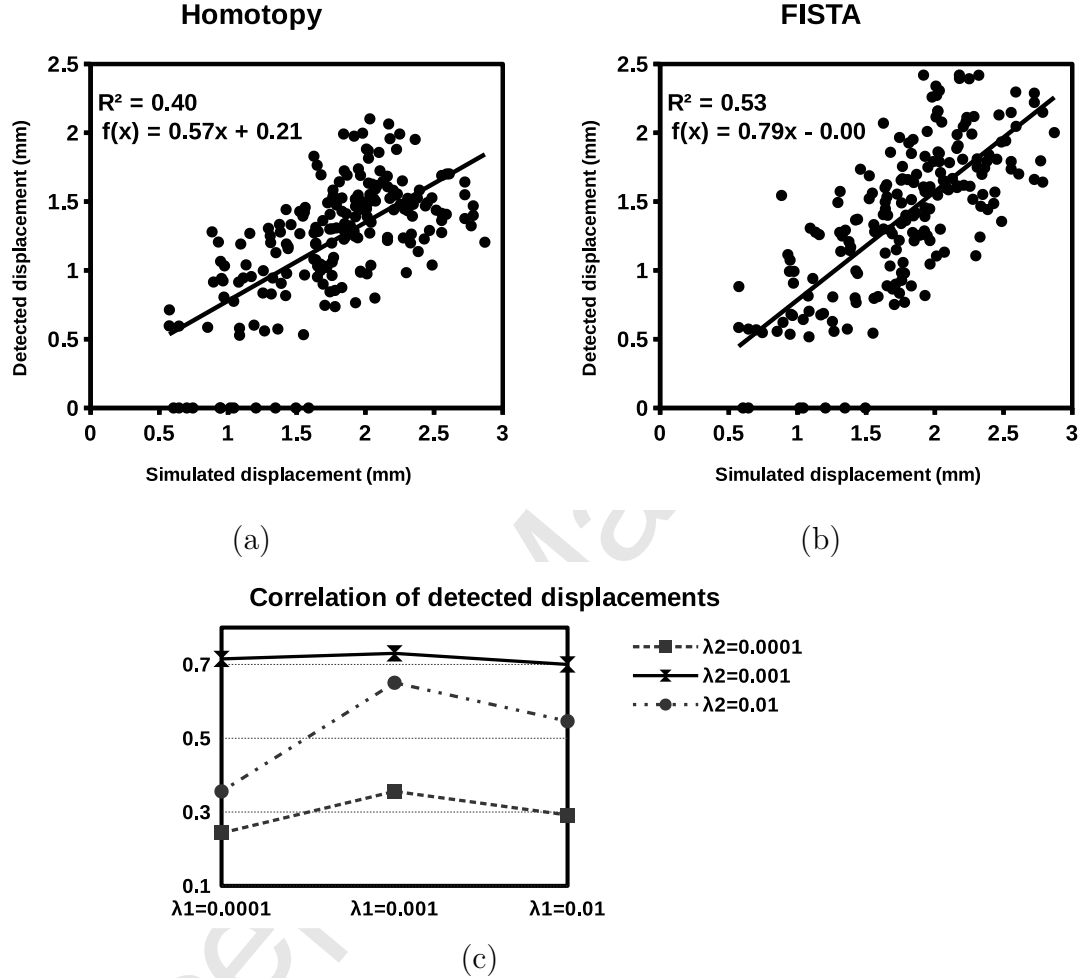 Homotopy
FISTA
2.5
2
1.5
1
0.5
0
R² = 0.40
f(x) = 0.57x + 0.21
Detected displacement (mm)
0 0.5 1 1.5 2 2.5 3
Simulated displacement (mm)
(a)
2.5
2
1.5
1
0.5
0
R² = 0.53
f(x) = 0.79x - 0.00
Detected displacement (mm)
0 0.5 1 1.5 2 2.5 3
Simulated displacement (mm)
(b)
Correlation of detected displacements
0.7
0.5
0.3
0.1
λ1=0.0001 λ1=0.001 λ1=0.01
λ2=0.0001
λ2=0.001
λ2=0.01
(c)